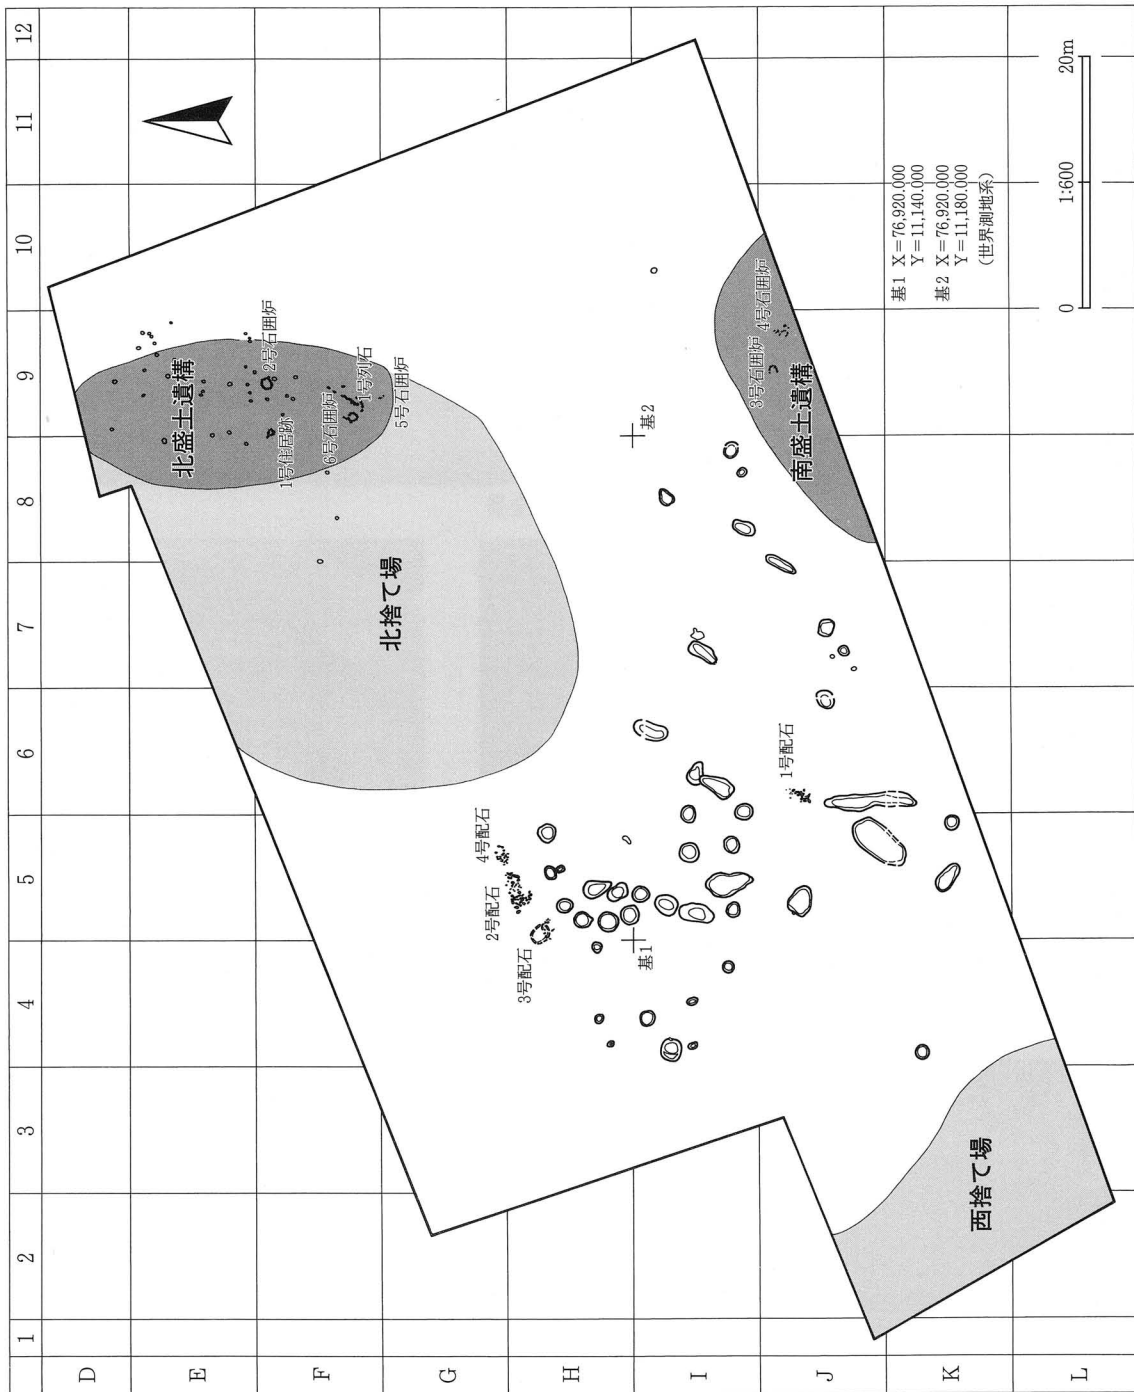 12
11
10
9
8
7
6
5
4
3
2
1
D
E
F
G
H
I
J
K
L
北盛土遺構
2号石囲炉
1号住居跡
6号石囲炉
1号列石
5号石囲炉
北捨て場
3号石囲炉
4号石囲炉
南盛土遺構
基2
基1
4号配石
2号配石
3号配石
1号配石
西捨て場
基1 X=76,920.000
Y=11,140.000
基2 X=76,920.000
Y=11,180.000
(世界測地系)
0
1:600
20m